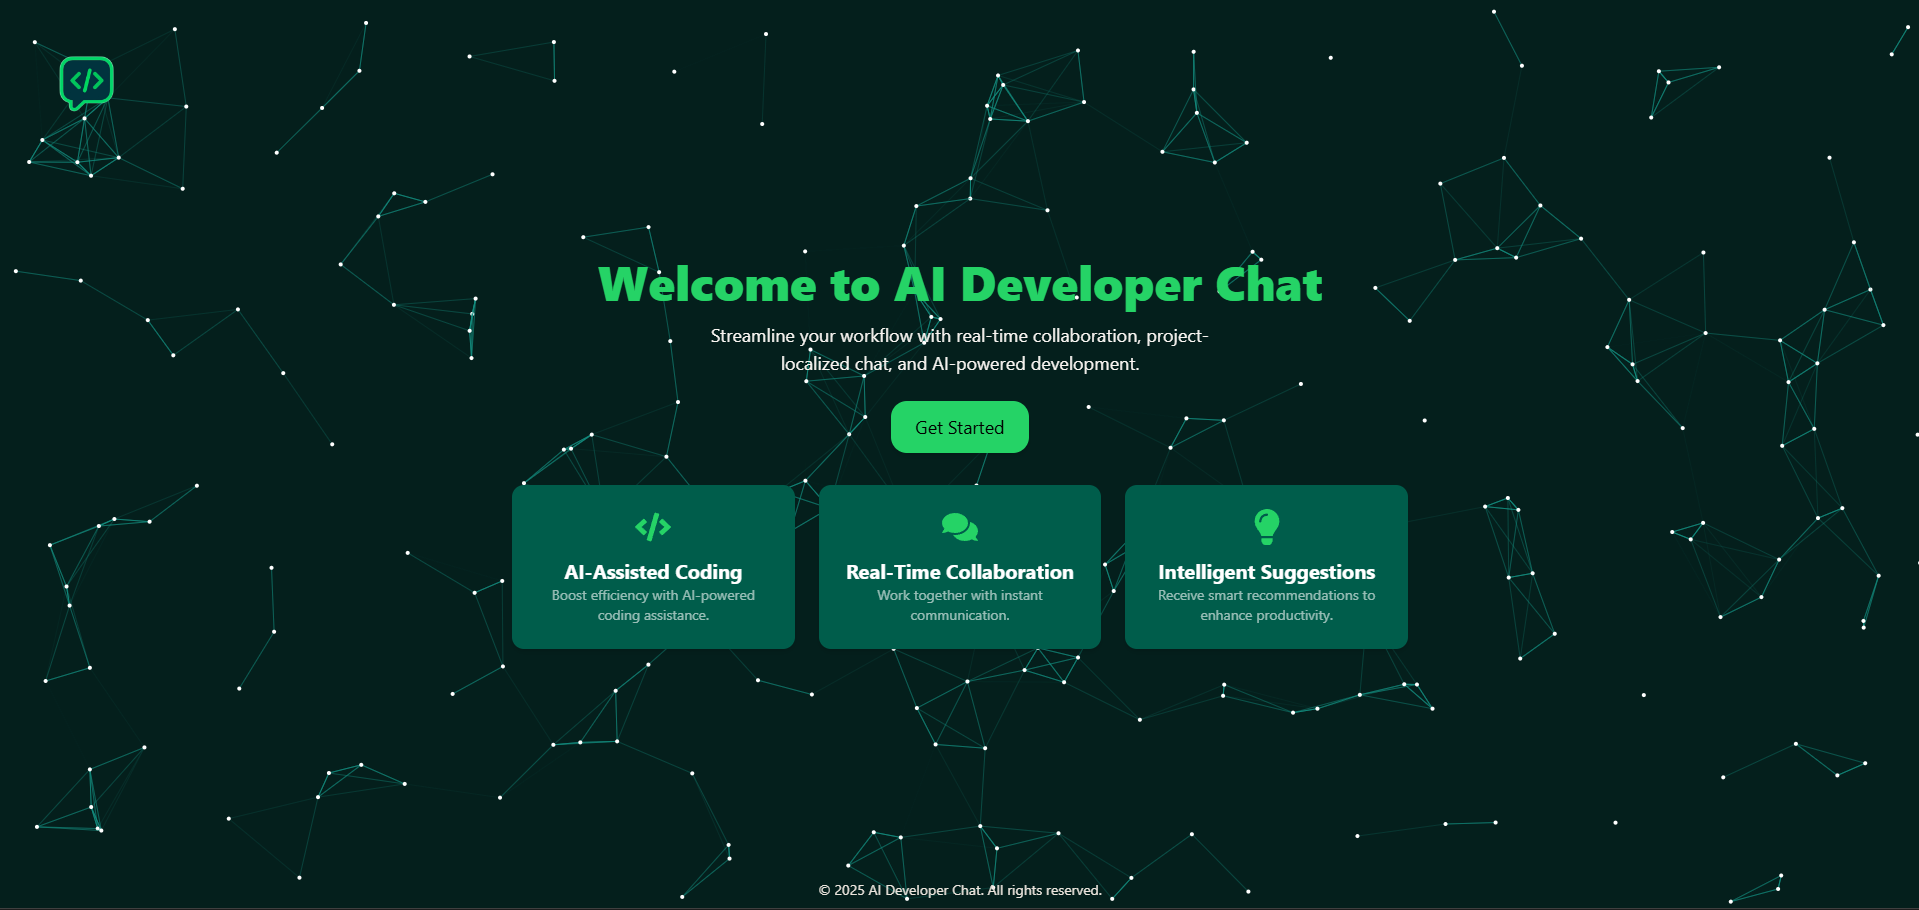 Welcome to AI Developer Chat
Streamline your workflow with real-time collaboration, project-
localized chat, and AI-powered development.
Get Started
AI-Assisted Coding
Boost efficiency with AI-powered
coding assistance.
Real-Time Collaboration
Work together with instant
communication.
Intelligent Suggestions
Receive smart recommendations to
enhance productivity.
© 2025 AI Developer Chat. All rights reserved.